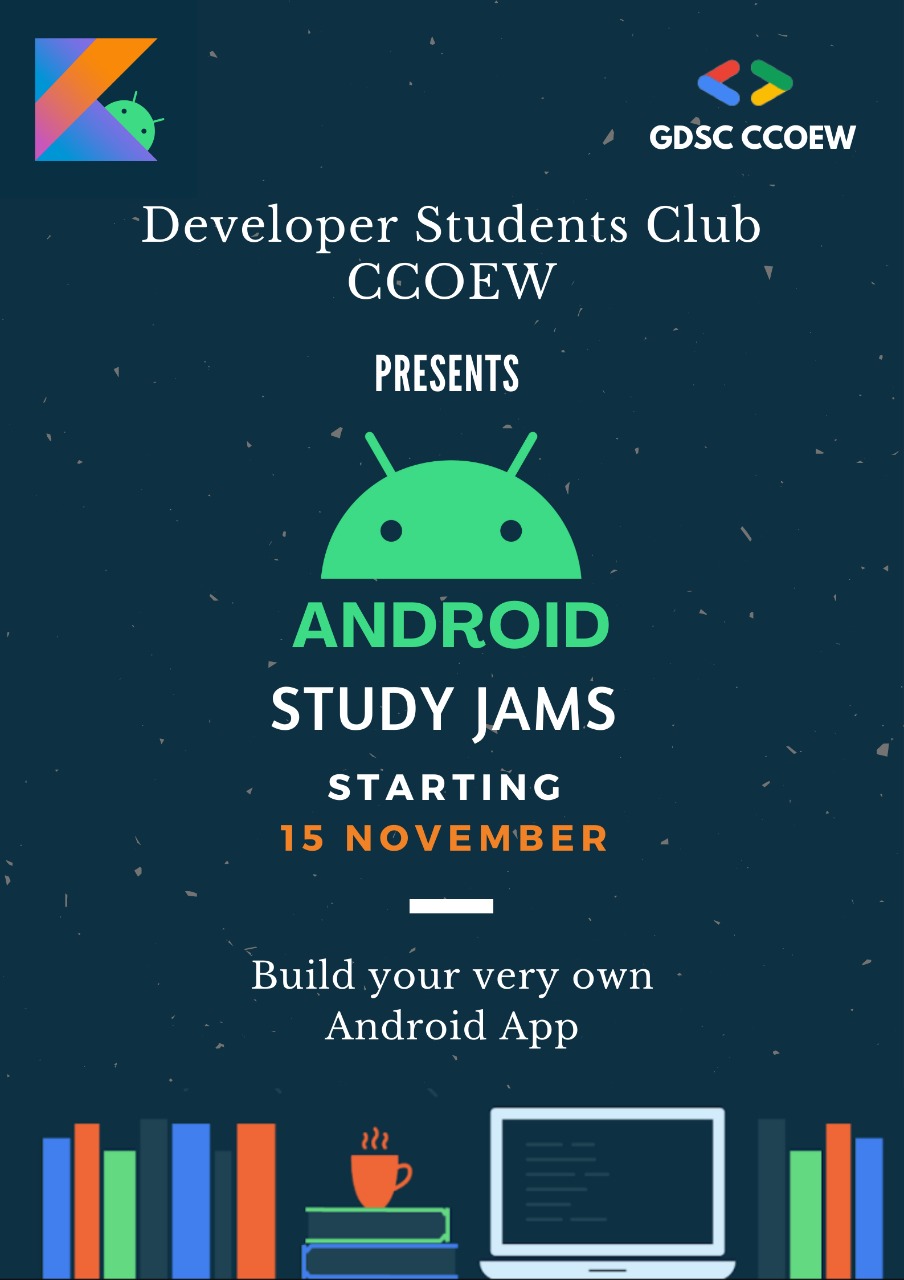 GDSC CCOEW
Developer Students Club
CCOEW
PRESENTS
ANDROID
STUDY JAMS
STARTING
15 NOVEMBER
Build your very own
Android App